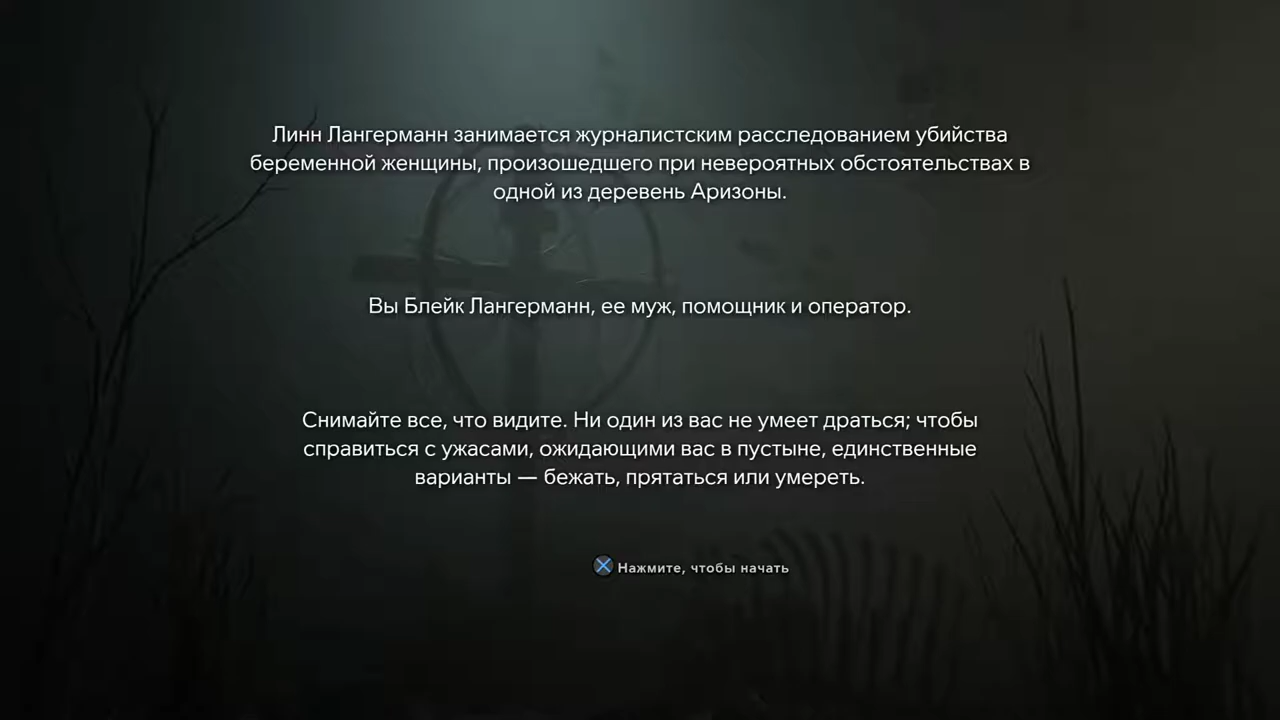 Линн Лангерманн занимается журналистским расследованием убийства
беременной женщины, произошедшего при невероятных обстоятельствах в
одной из деревень Аризоны.
Вы Блейк Лангерманн, ее муж, помощник и оператор.
Снимайте все, что видите. Ни один из вас не умеет драться; чтобы
справиться с ужасами, ожидающими вас в пустыне, единственные
варианты — бежать, прятаться или умереть.
Нажмите, чтобы начать